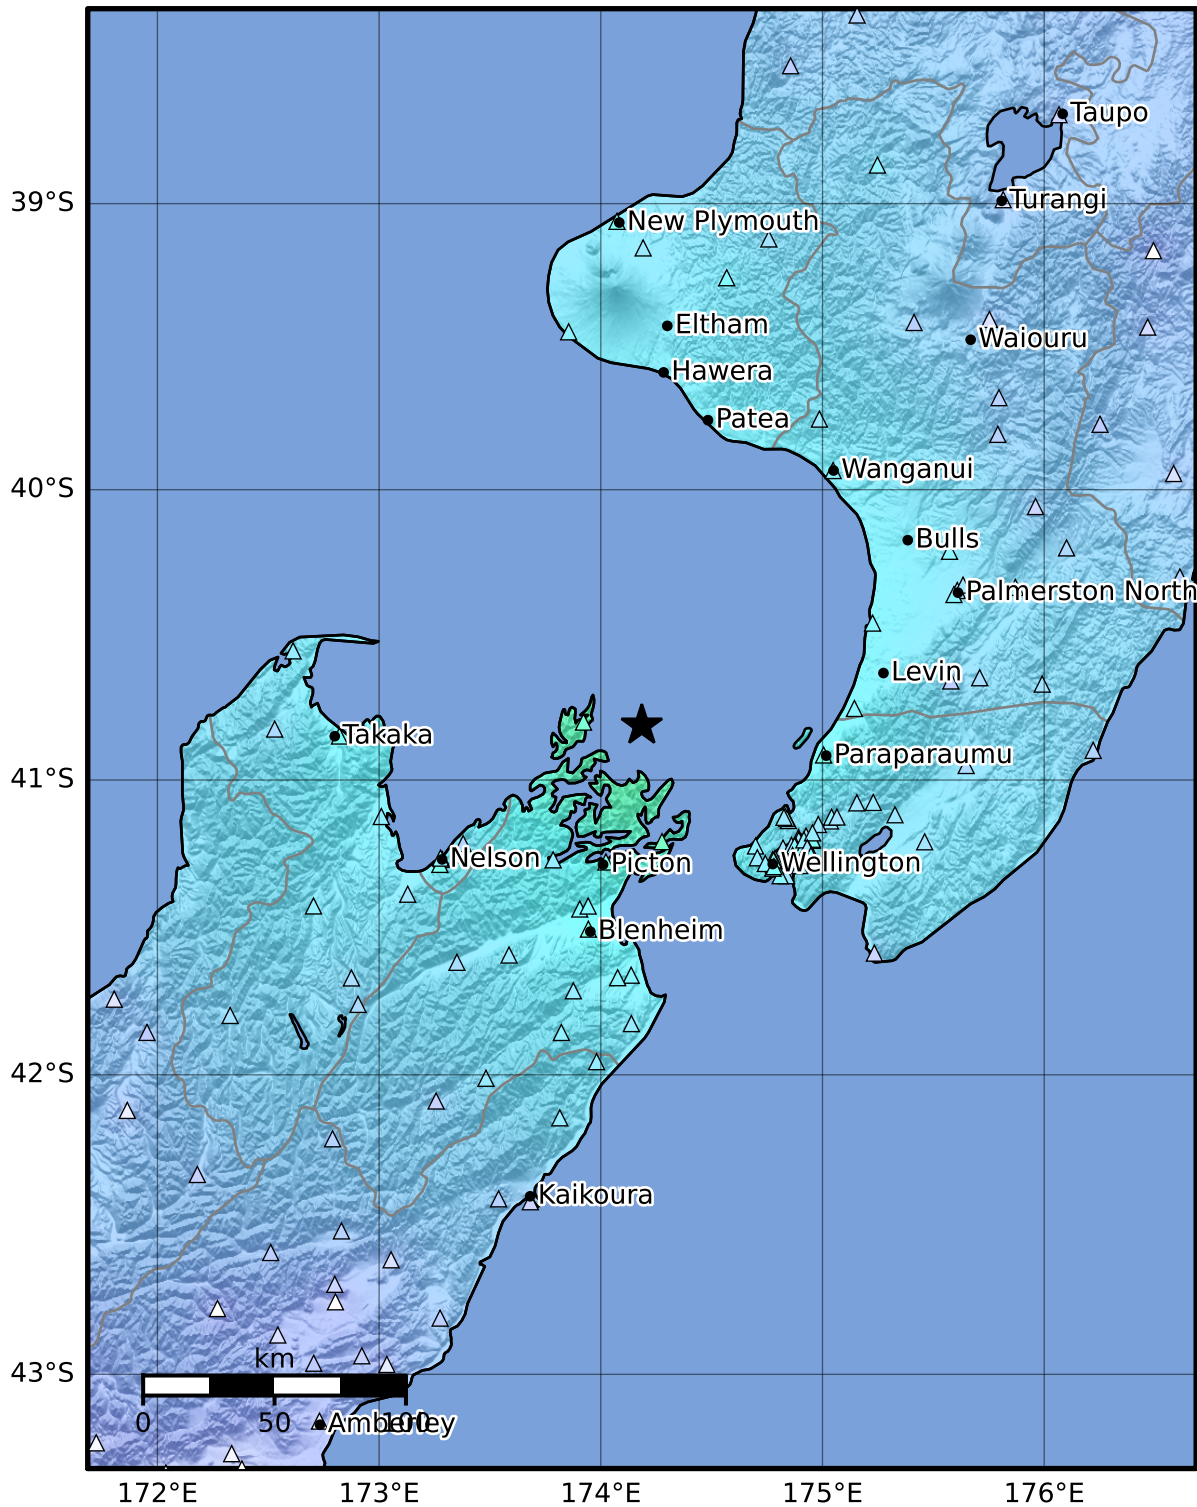 Taupo
39°S
Turangi
New Plymouth
Eltham
Waiouru
Hawera
Patea
Wanganui
40°S
Bulls
Palmerston North
Levin
Takaka
Paraparaumu
41°S
Nelson
Picton
Wellington
Blenheim
42°S
Kaikoura
km
43°S
0
50
100
Amberley
172°E
173°E
174°E
175°E
176°E